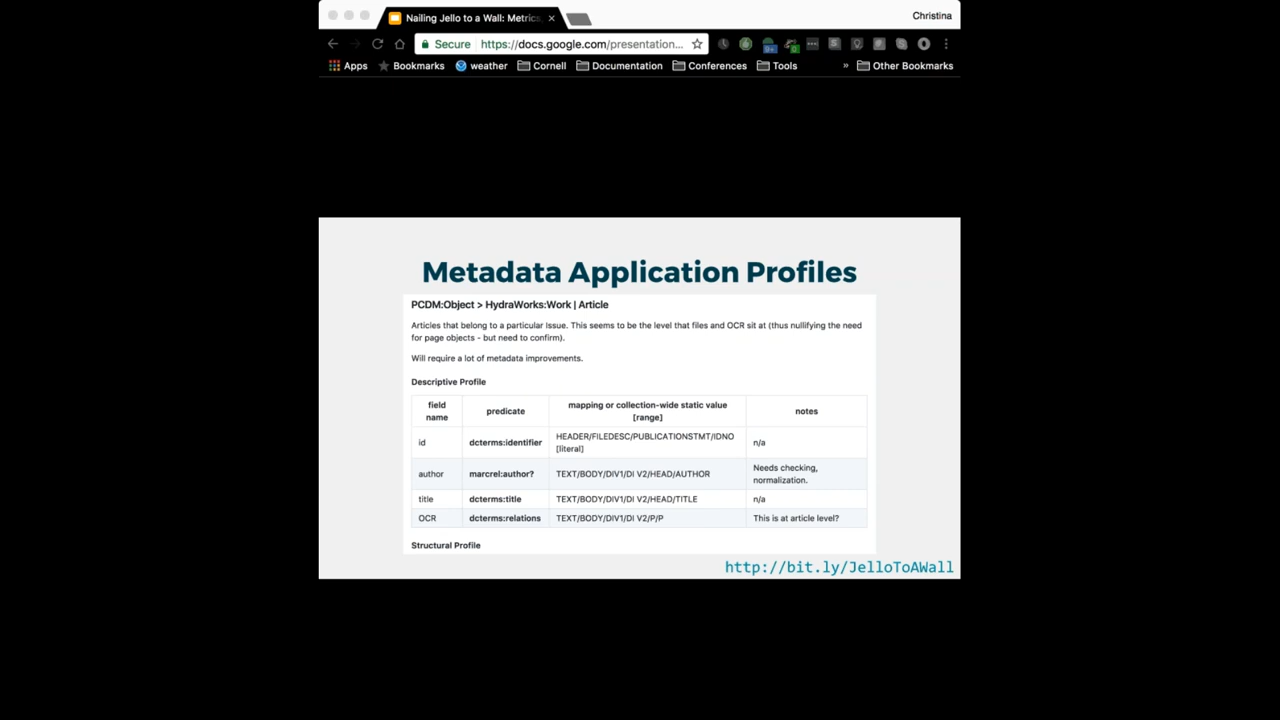 Nailing Jello to a Wall: Metrics,
Christina
Secure https://docs.google.com/presentation...
Apps Bookmarks weather Cornell Documentation Conferences Tools » Other Bookmarks
Metadata Application Profiles
PCDM:Object > HydraWorks:Work | Article
Articles that belong to a particular Issue. This seems to be the level that files and OCR sit at (thus nullifying the need
for page objects - but need to confirm).
Will require a lot of metadata improvements.
Descriptive Profile
field name predicate mapping or collection-wide static value [range] notes
id dcterms:identifier HEADER/FILEDESC/PUBLICATIONSTMT/IDNO [literal] n/a
author marcrel:author? TEXT/BODY/DIV1/DI V2/HEAD/AUTHOR Needs checking, normalization.
title dcterms:title TEXT/BODY/DIV1/DI V2/HEAD/TITLE n/a
OCR dcterms:relations TEXT/BODY/DIV1/DI V2/P/P This is at article level?
Structural Profile
http://bit.ly/JelloToAWall